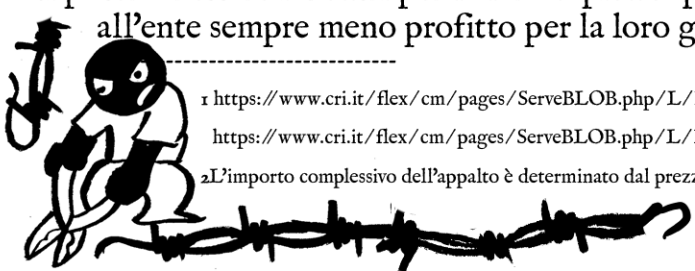 all'ente sempre meno profitto per la loro g
1 https://www.cri.it/flex/cm/pages/ServeBLOB.php/L/
https://www.cri.it/flex/cm/pages/ServeBLOB.php/L/
2L'importo complessivo dell'appalto è determinato dal prezz